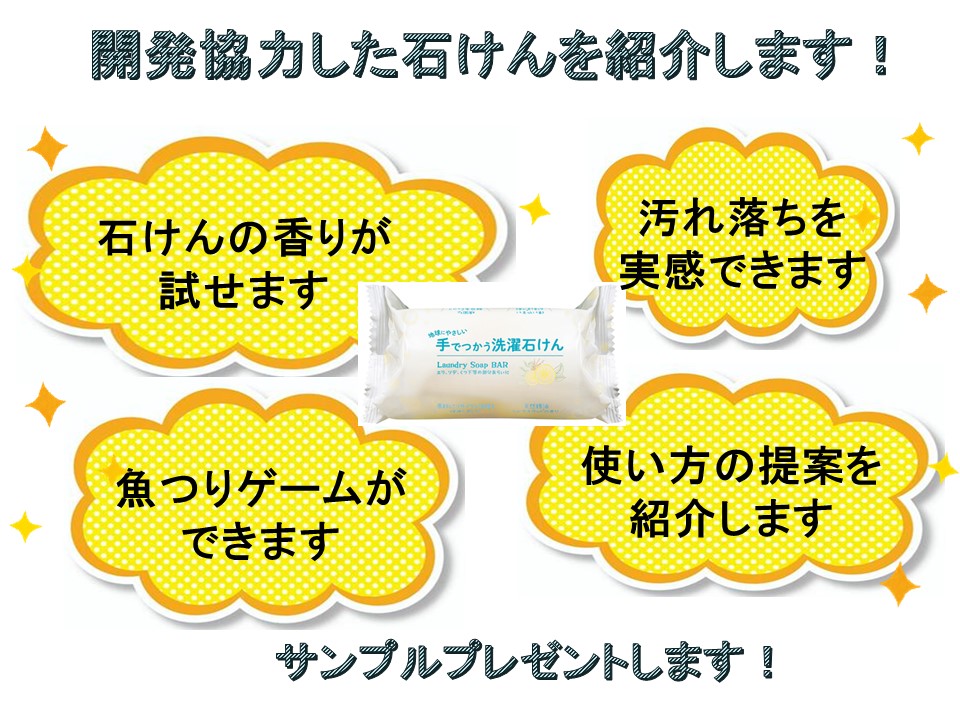 開発協力した石けんを紹介します！
石けんの香りが
試せます
汚れ落ちを
実感できます
地球にやさしい
手でつかう洗濯石けん
Laundry Soap BAR
魚つりゲームが
できます
使い方の提案を
紹介します
サンプルプレゼントします！